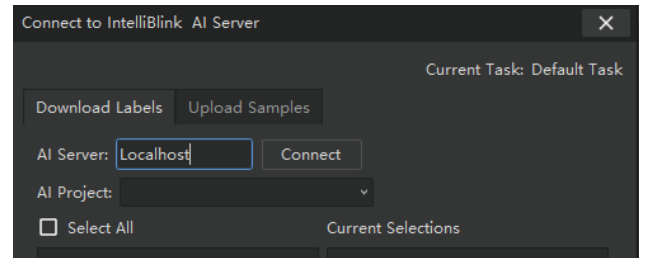 Connect to IntelliBlink AI Server
Current Task: Default Task
Download Labels Upload Samples
AI Server: Localhost Connect
AI Project:
Select All Current Selections